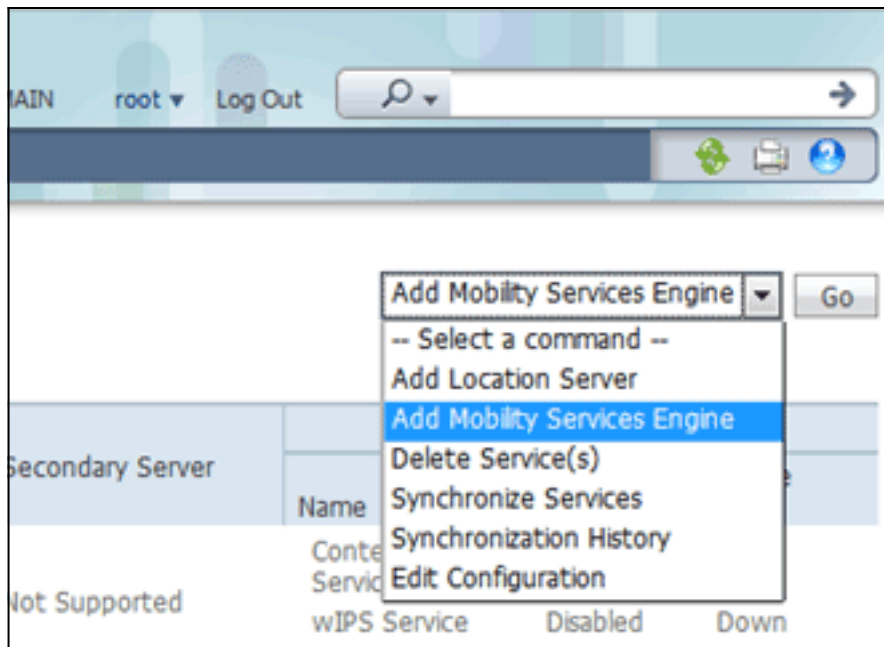 root Log Out
Add Mobility Services Engine Go
-- Select a command --
Add Location Server
Add Mobility Services Engine
Delete Service(s)
Synchronize Services
Synchronization History
Edit Configuration
Secondary Server
Name
Not Supported
wIPS Service Disabled Down